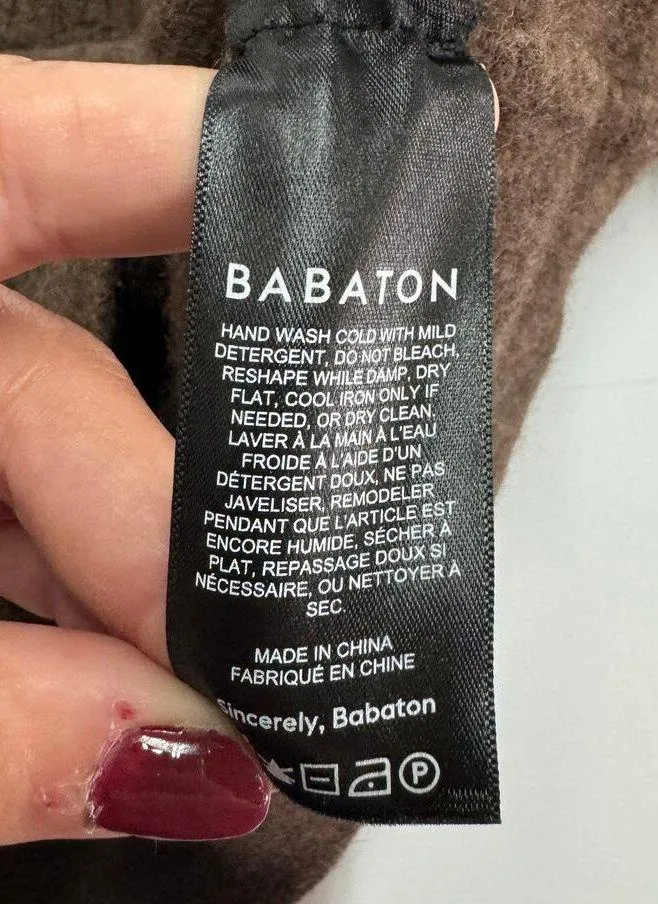 BABATON
HAND WASH COLD WITH MILD
DETERGENT, DO NOT BLEACH,
RESHAPE WHILE DAMP, DRY
FLAT, COOL IRON ONLY IF
NEEDED, OR DRY CLEAN.
LAVER À LA MAIN À L'EAU
FROIDE À L'AIDE D'UN
DÉTERGENT DOUX, NE PAS
JAVELISER, REMODELER
PENDANT QUE L'ARTICLE EST
ENCORE HUMIDE, SÉCHER À
PLAT, REPASSAGE DOUX SI
NÉCESSAIRE, OU NETTOYER À
SEC
MADE IN CHINA
FABRIQUÉ EN CHINE
Sincerely, Babaton
P